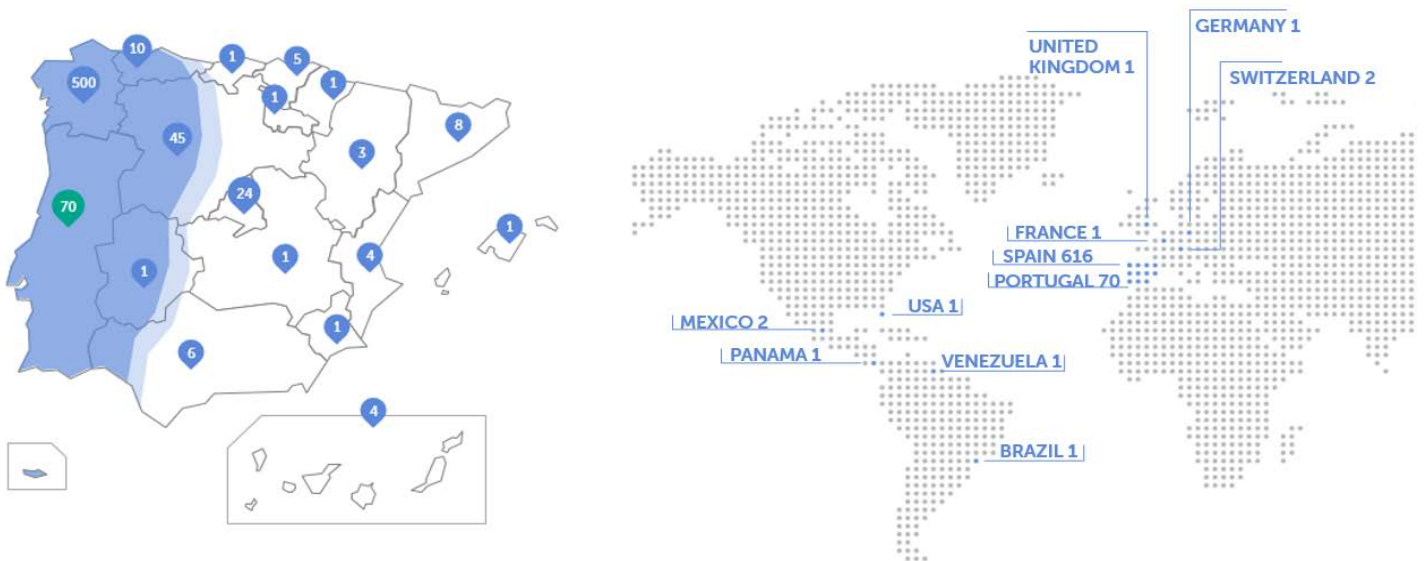 10
1
5
500
1
1
8
45
3
24
70
1
1
1
4
1
6
4
GERMANY 1
UNITED
KINGDOM 1
SWITZERLAND 2
FRANCE 1
SPAIN 616
PORTUGAL 70
USA 1
MEXICO 2
PANAMA 1
VENEZUELA 1
BRAZIL 1